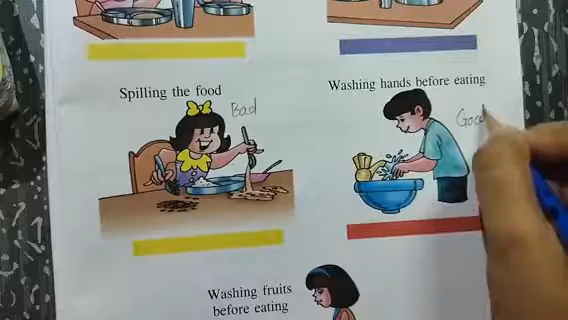 Spilling the food
Washing hands before eating
Bad
Good
Washing fruits
before eating